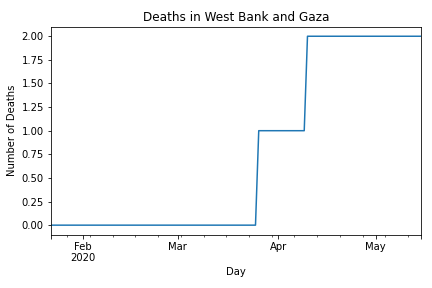 Deaths in West Bank and Gaza
2.00
1.75
1.50
1.25
1.00
0.75
0.50
0.25
0.00
Number of Deaths
Feb
2020
Mar
Apr
May
Day